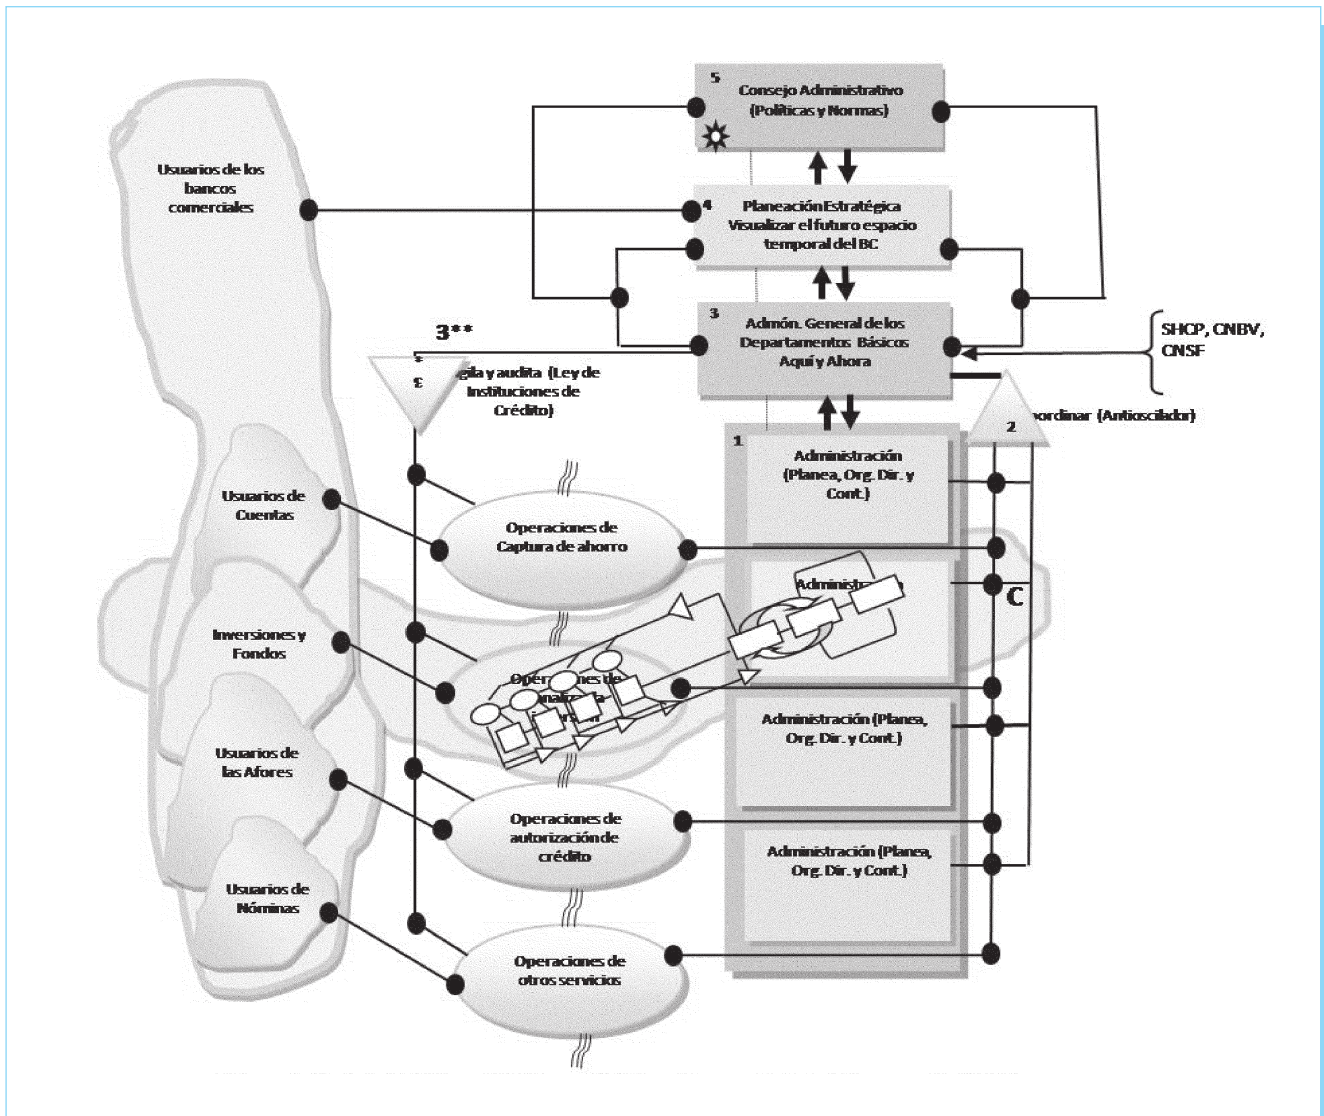 5
Consejo Administrativo
(Políticas y Normas)
Usuarios de los
bancos
comerciales
4
Planeación Estratégica
Visualizar el futuro espacio
temporal del BC
3
Admón. General de los
Departamentos Básicos
Aquí y Ahora
SHCP, CNBV,
CNSF
3**
y audita (Ley de
Instituciones de
Crédito)
2
(Antioscilador)
1
Administración
(Planea, Org. Dir. y
Cont.)
Usuarios de
Cuentas
Operaciones de
Captura de ahorro
C
Inversiones y
Fondos
Administración (Planea,
Org. Dir. y Cont.)
Usuarios de
las Afores
Operaciones de
autorización de
crédito
Administración (Planea,
Org. Dir. y Cont.)
Usuarios de
Nóminas
Operaciones de
otros servicios